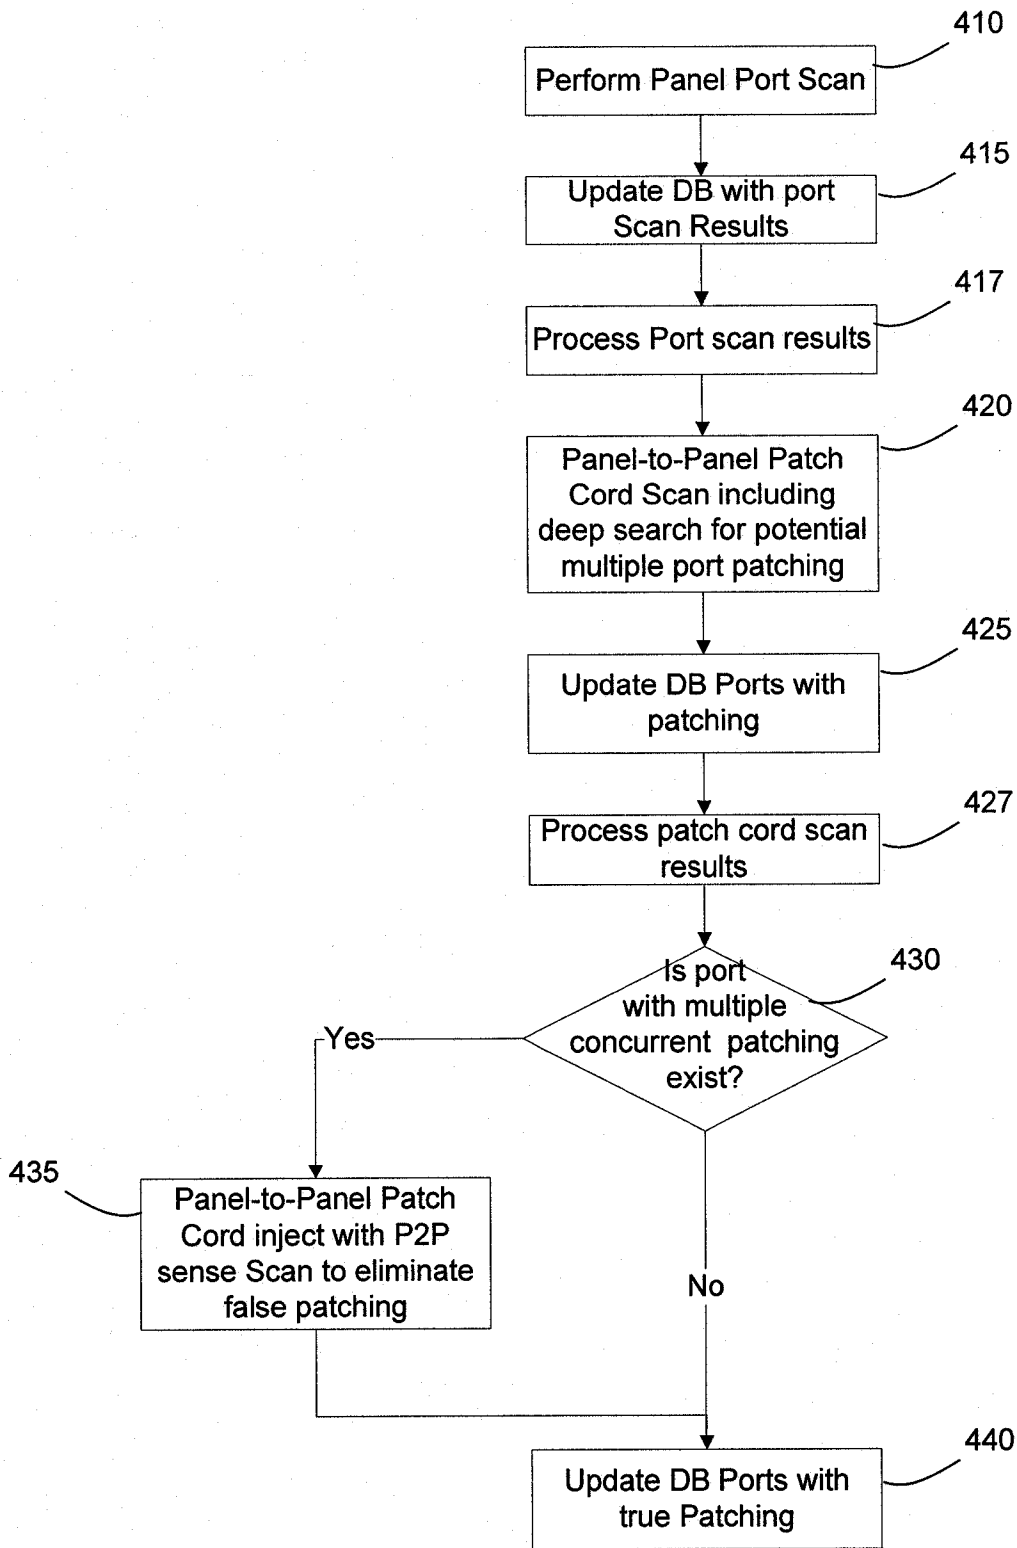 410
Perform Panel Port Scan
415
Update DB with port
Scan Results
417
Process Port scan results
420
Panel-to-Panel Patch
Cord Scan including
deep search for potential
multiple port patching
425
Update DB Ports with
patching
427
Process patch cord scan
results
430
Is port
with multiple
concurrent patching
exist?
Yes
435
Panel-to-Panel Patch
Cord inject with P2P
sense Scan to eliminate
false patching
No
440
Update DB Ports with
true Patching